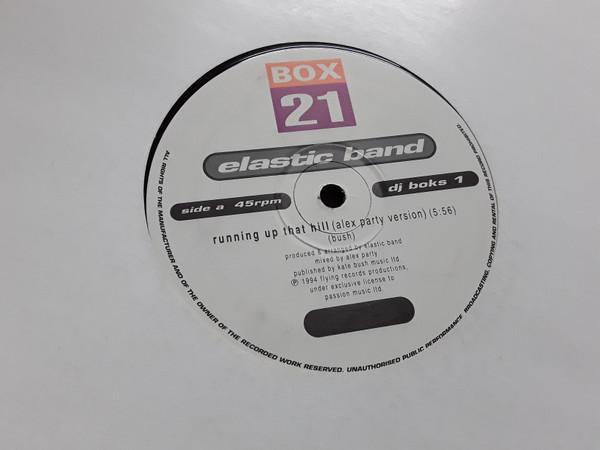 BOX
21
elastic band
side a 45rpm
dj boks 1
running up that hill (alex party version) (5:56)
(bush)
produced & arranged by elastic band
mixed by alex party
published by kate bush music ltd.
℗ 1994 flying records productions,
under exclusive license to
passion music ltd.
ALL RIGHTS OF THE MANUFACTURER AND OF THE OWNER OF THE RECORDED WORK RESERVED. UNAUTHORISED PUBLIC PERFORMANCE BROADCASTING, COPYING AND RENTAL OF THIS RECORD PROHIBITED.